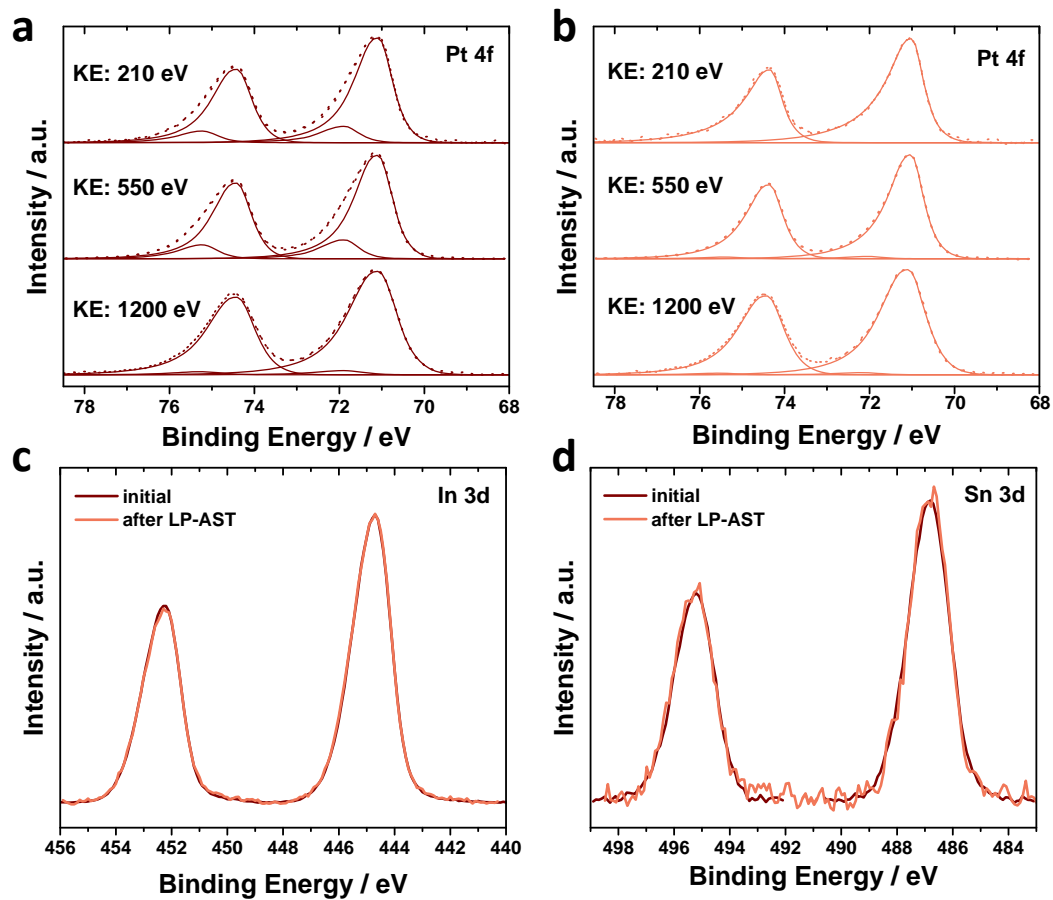 a
Pt 4f
KE: 210 eV
KE: 550 eV
KE: 1200 eV
Intensity / a.u.
78 76 74 72 70 68
Binding Energy / eV
b
Pt 4f
KE: 210 eV
KE: 550 eV
KE: 1200 eV
Intensity / a.u.
78 76 74 72 70 68
Binding Energy / eV
c
initial
after LP-AST
In 3d
Intensity / a.u.
456 454 452 450 448 446 444 442 440
Binding Energy / eV
d
initial
after LP-AST
Sn 3d
Intensity / a.u.
498 496 494 492 490 488 486 484
Binding Energy / eV